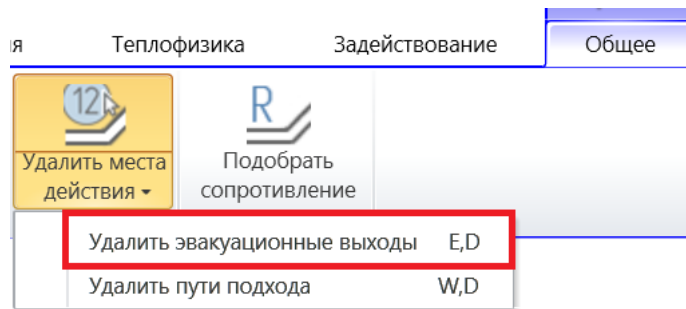 я Теплофизика Задействование Общее
(12)
R
Удалить места действия
Подобрать сопротивление
Удалить эвакуационные выходы E,D
Удалить пути подхода W,D